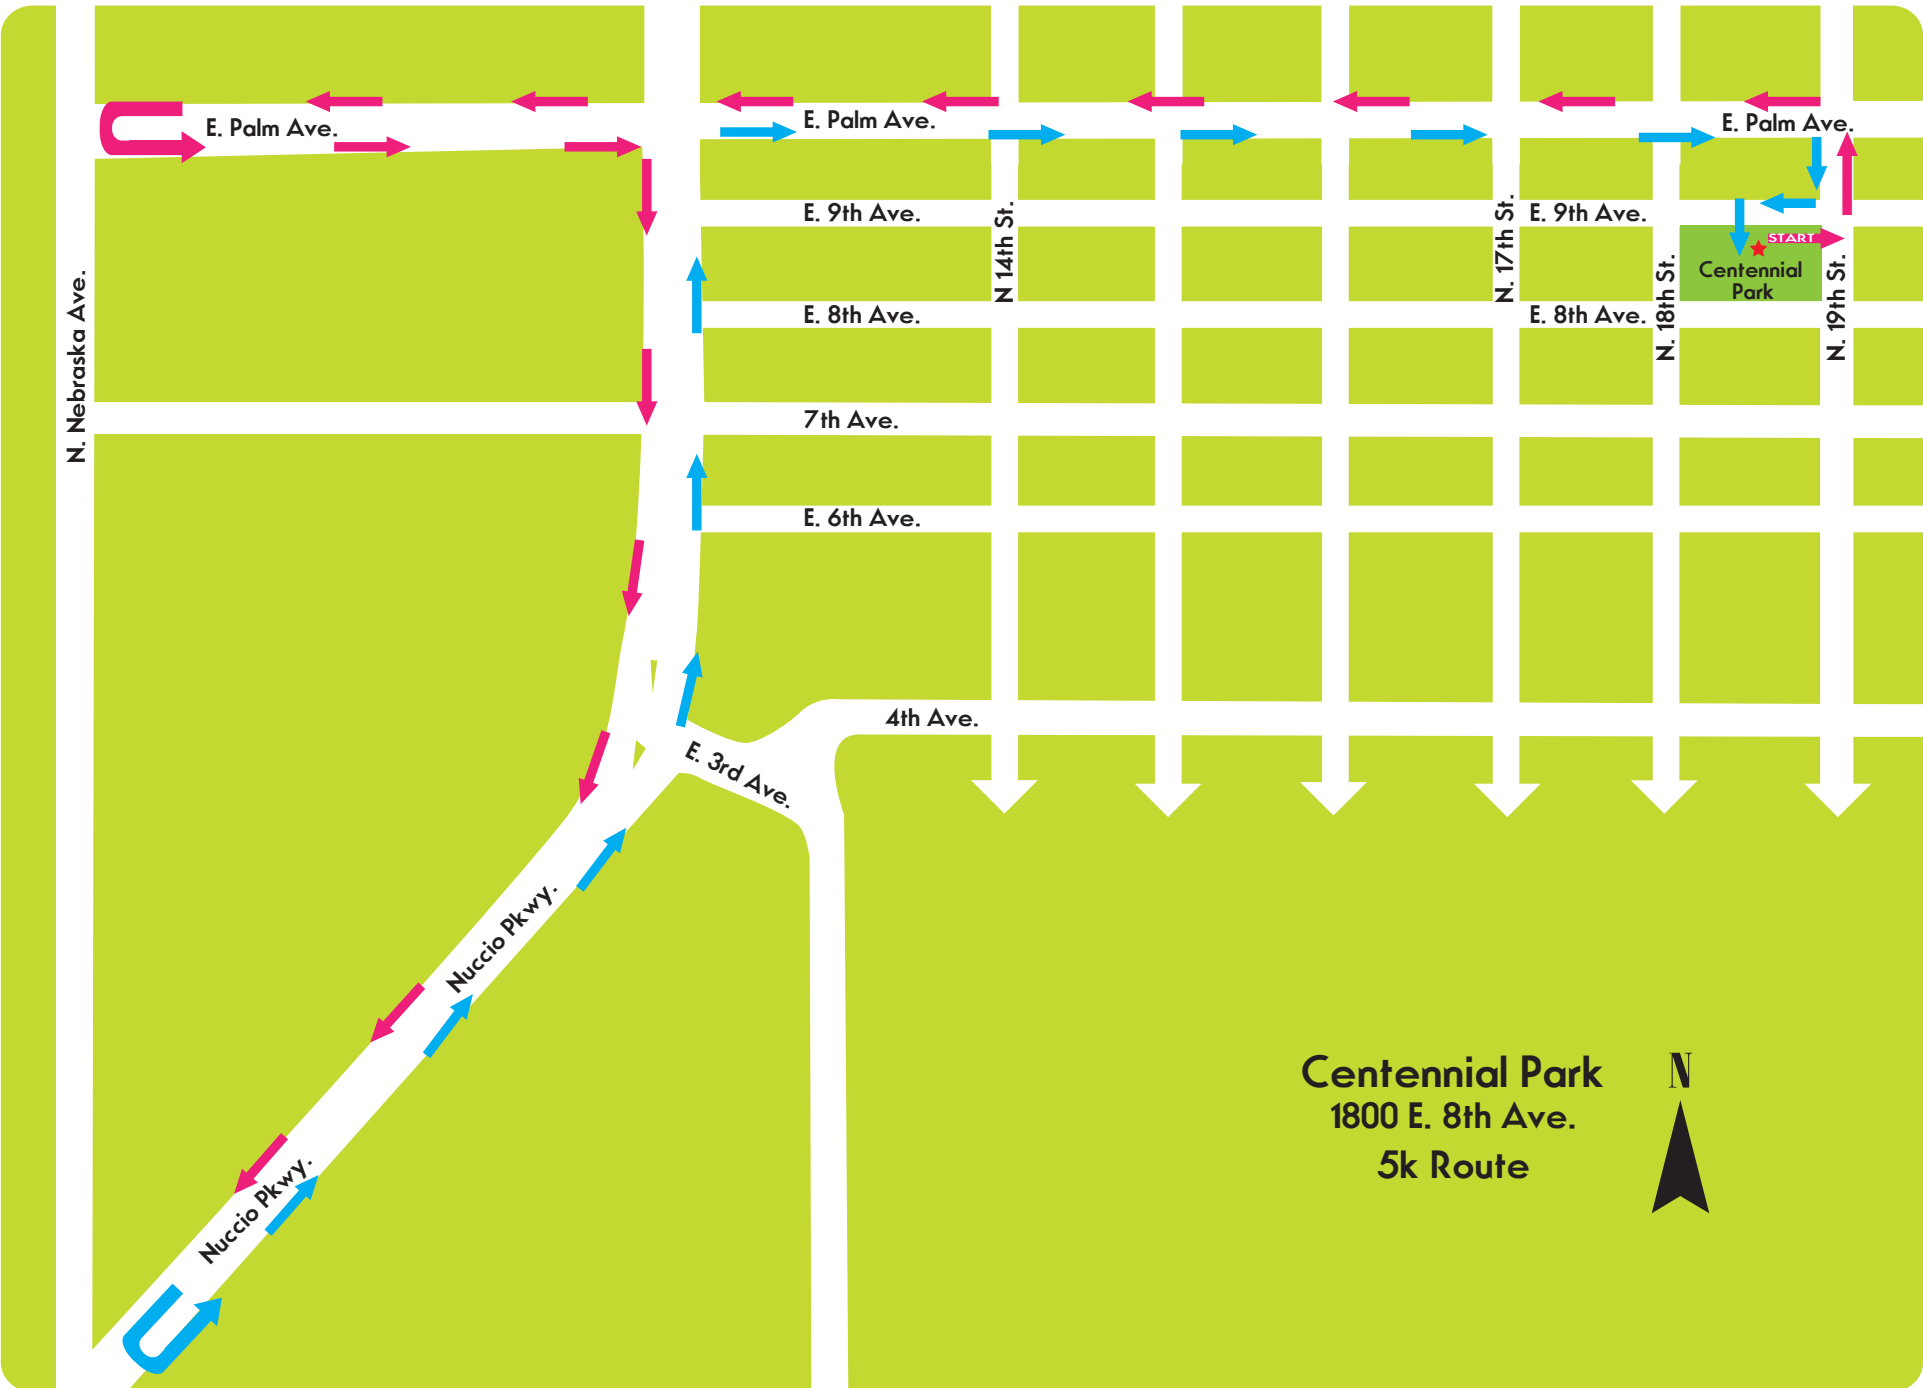 E. Palm Ave.
E. Palm Ave.
E. Palm Ave.
E. 9th Ave.
E. 9th Ave.
N 14th St.
N. 17th St.
START
Centennial
Park
N. 18th St.
N. 19th St.
E. 8th Ave.
E. 8th Ave.
N. Nebraska Ave.
7th Ave.
E. 6th Ave.
4th Ave.
E. 3rd Ave.
Nuccio Pkwy.
Nuccio Pkwy.
Centennial Park
1800 E. 8th Ave.
5k Route
N